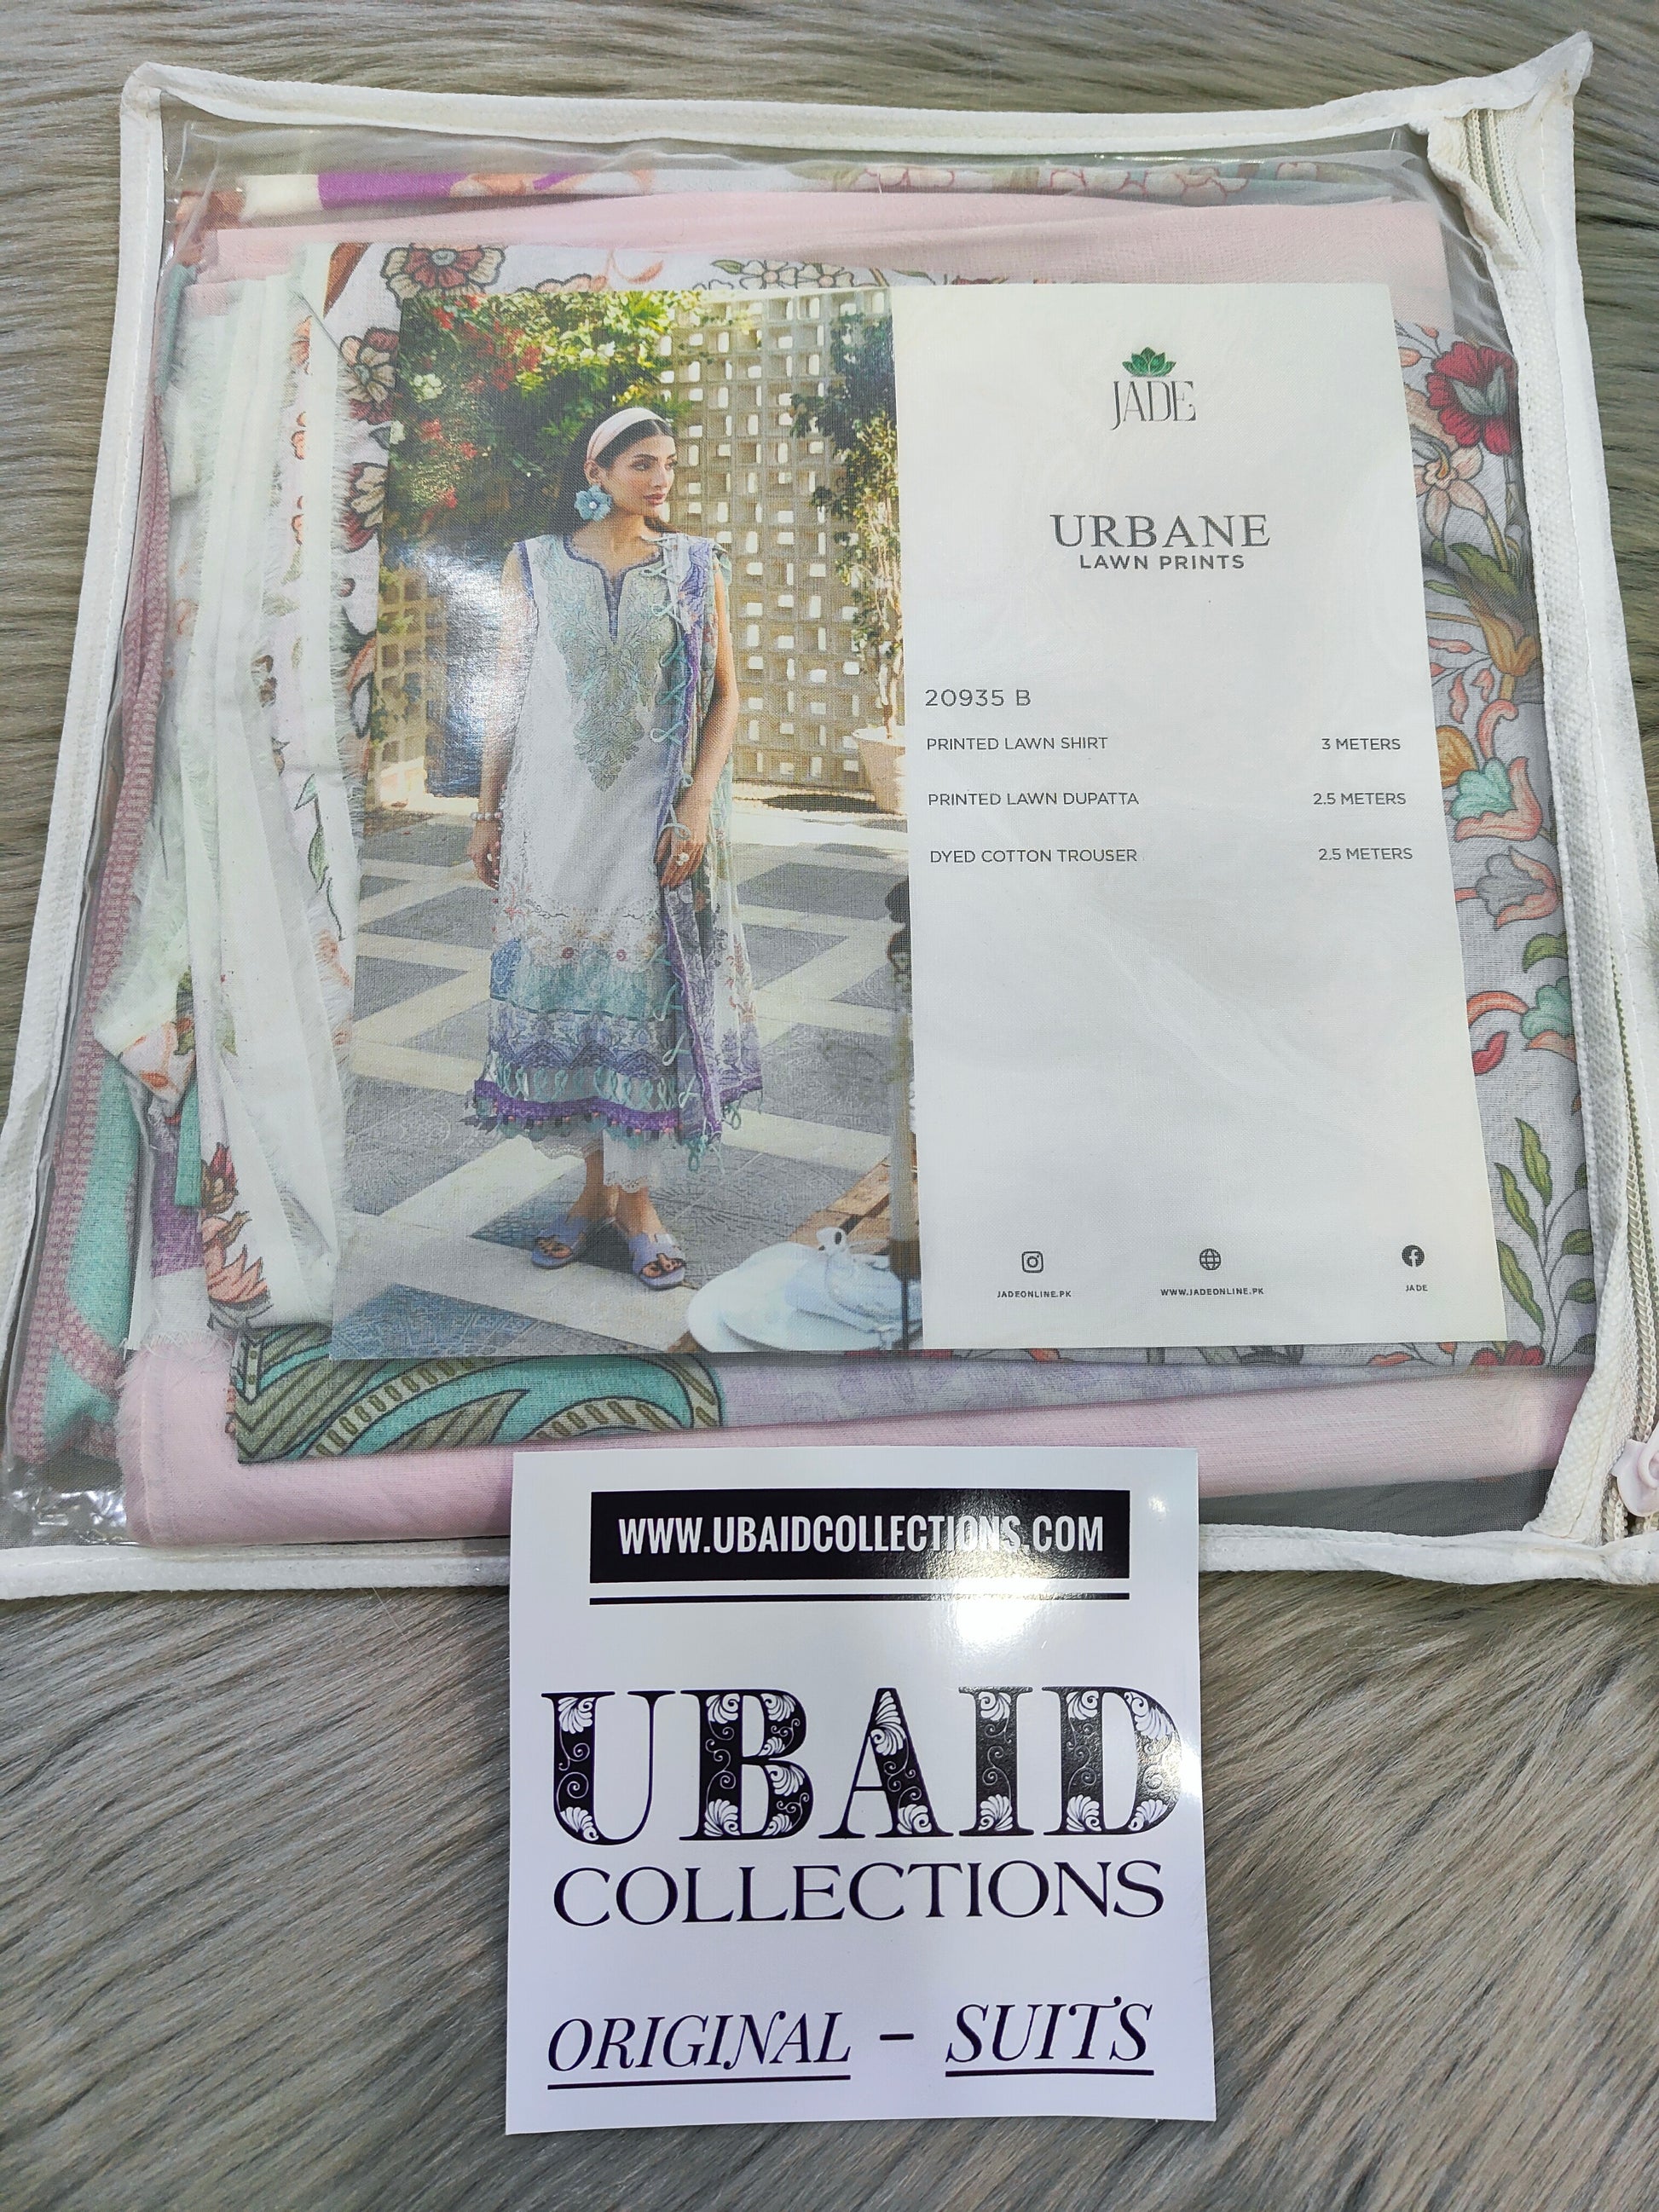 JADE
URBANE
LAWN PRINTS
20935 B
PRINTED LAWN SHIRT 3 METERS
PRINTED LAWN DUPATTA 2.5 METERS
DYED COTTON TROUSER 2.5 METERS
JADEONLINE.PK WWW.JADEONLINE.PK JADE
WWW.UBAIDCOLLECTIONS.COM
UBAID
COLLECTIONS
ORIGINAL - SUITS